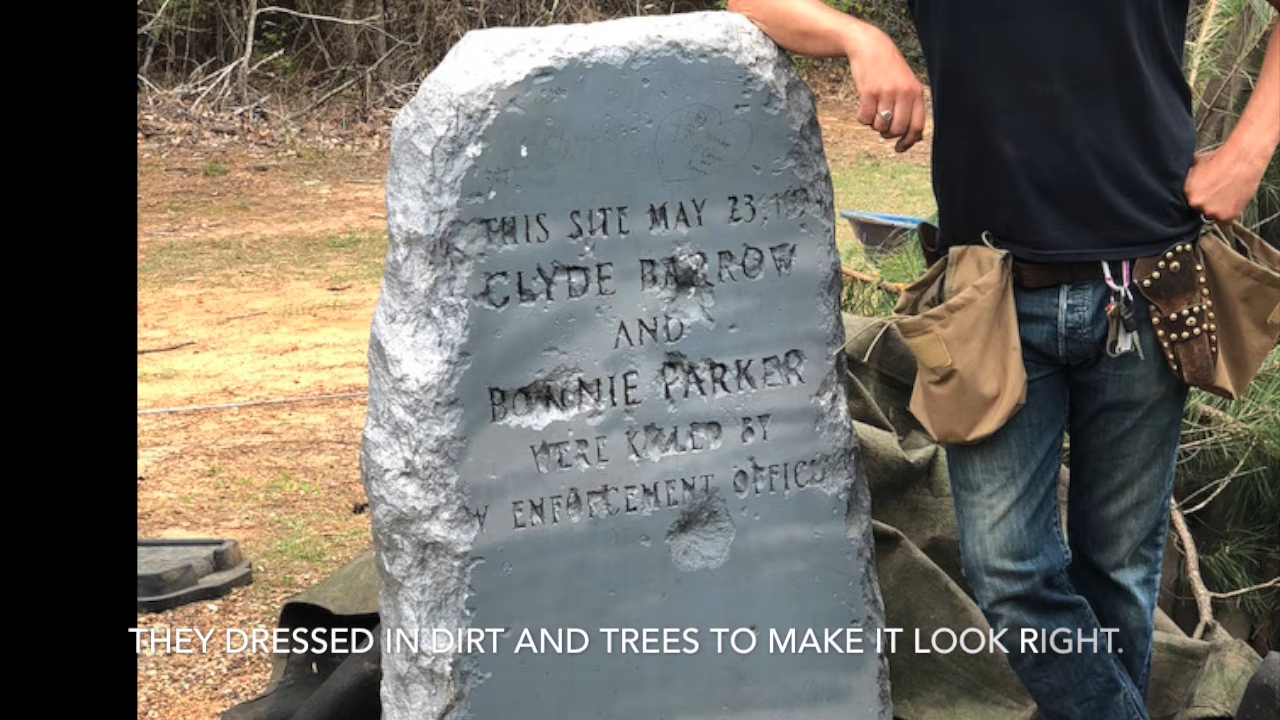 THIS SITE MAY 23,
CLYDE BARROW
AND
BONNIE PARKER
WERE KILLED BY
W ENFORCEMENT OFFICE
THEY DRESSED IN DIRT AND TREES TO MAKE IT LOOK RIGHT.